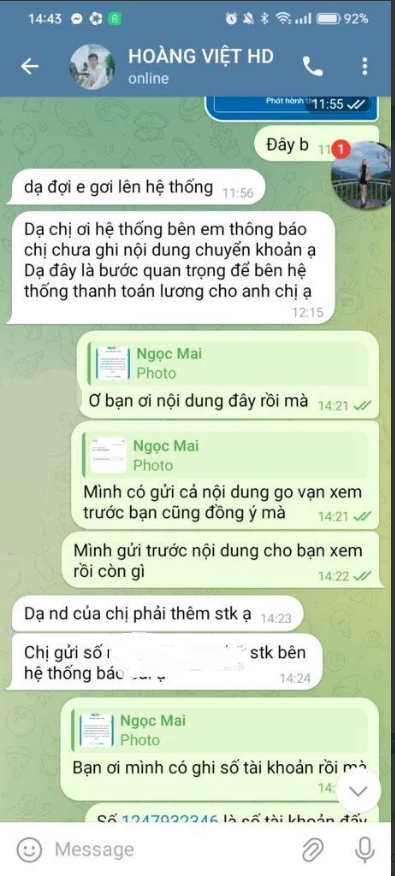 14:43
92%
HOÀNG VIỆT HD
online
Phát hành
11:55
Đây b
1
dạ đợi e gơi lên hệ thống 11:56
Dạ chị ơi hệ thống bên em thông báo
chị chưa ghi nội dung chuyển khoản ạ
Dạ đây là bước quan trọng để bên hệ
thống thanh toán lương cho anh chị ạ
12:15
Ngọc Mai
Photo
Ơ bạn ơi nội dung đây rồi mà 14:21
Ngọc Mai
Photo
Mình có gửi cả nội dung go vạn xem
trước bạn cũng đồng ý mà 14:21
Mình gửi trước nội dung cho bạn xem
rồi còn gì 14:22
Dạ nd của chị phải thêm stk ạ 14:23
Chị gửi số stk bên
hệ thống báo 14:24
Ngọc Mai
Photo
Bạn ơi mình có ghi số tài khoản rồi mà
14:
Số 1247932346 là số tài khoản đấy
Message